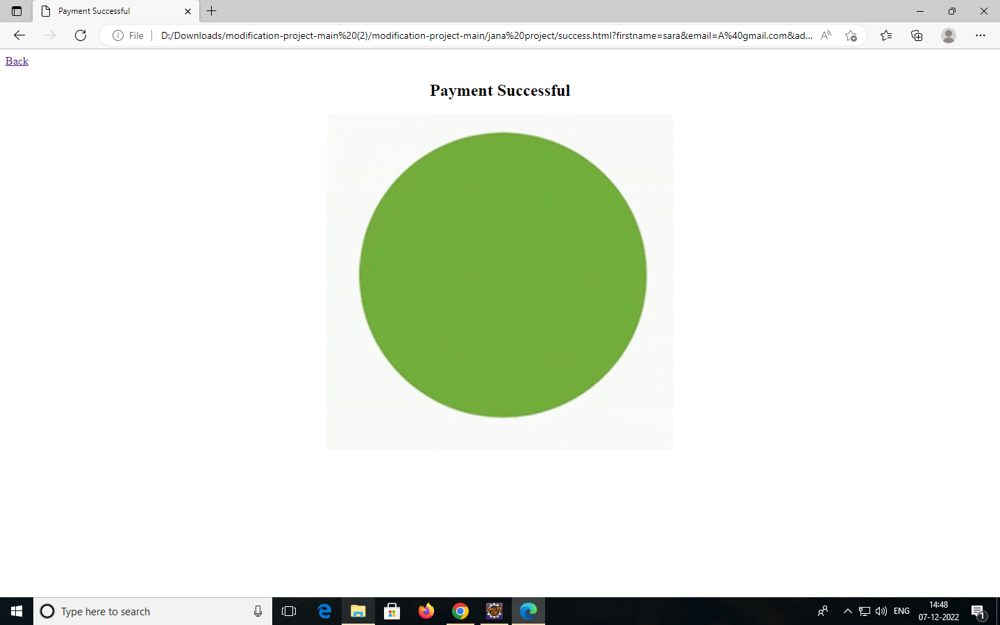 Payment Successful
File
D:/Downloads/modification-project-main%20(2)/modification-project-main/jana%20project/success.html?firstname=sara&email=A%40gmail.com&ad...
Back
Payment Successful
Type here to search
ENG
14:48
07-12-2022
1